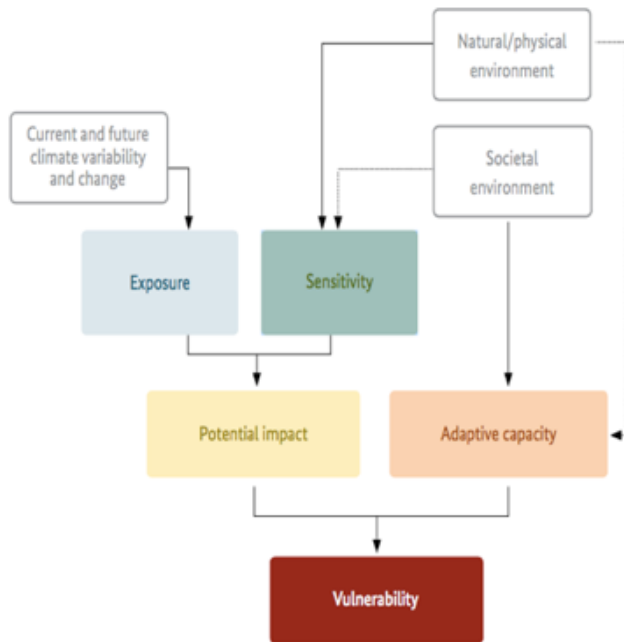 Natural/physical
environment
Current and future
climate variability
and change
Societal
environment
Exposure
Sensitivity
Potential impact
Adaptive capacity
Vulnerability